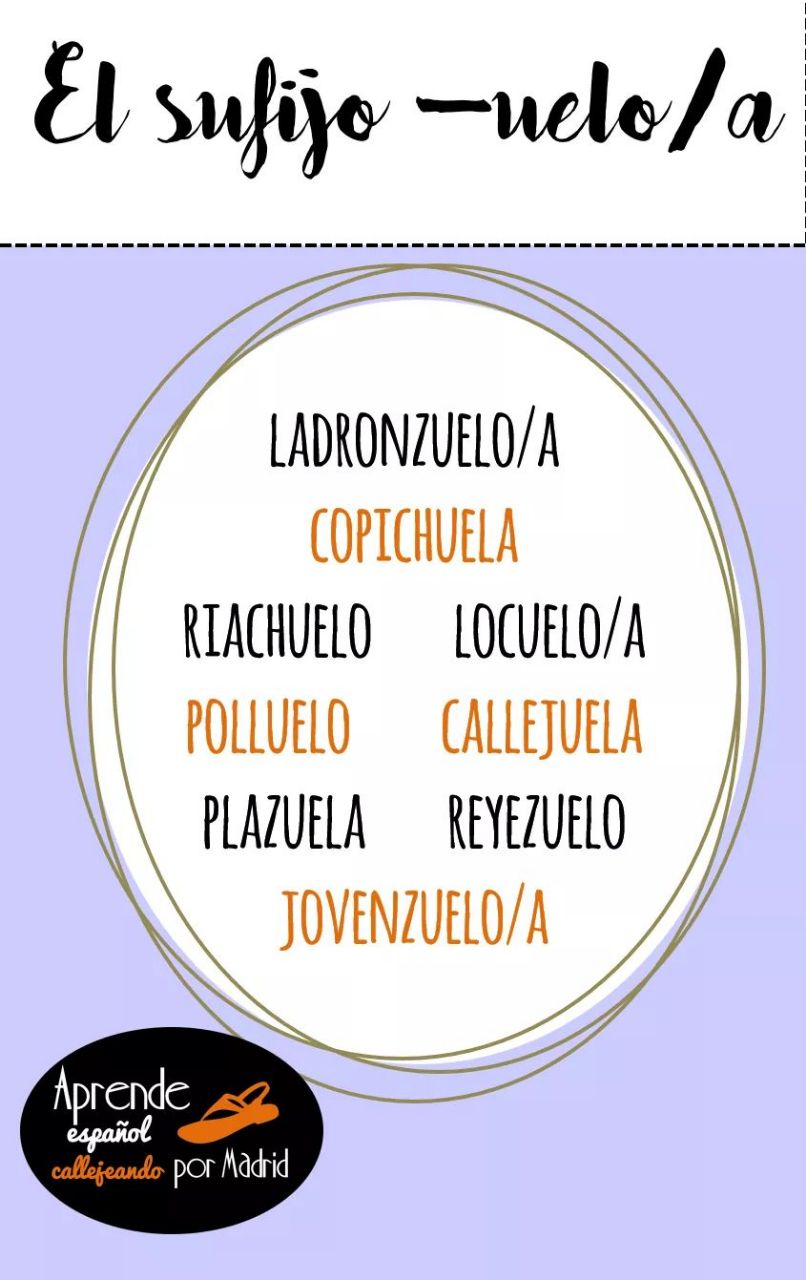 El sufijo –uelo/a
LADRONZUELO/A
COPICHUELA
RIACHUELO LOCUELO/A
POLLUELO CALLEJUELA
PLAZUELA REYEZUELO
JOVENZUELO/A
Aprende
español
callejeando por Madrid